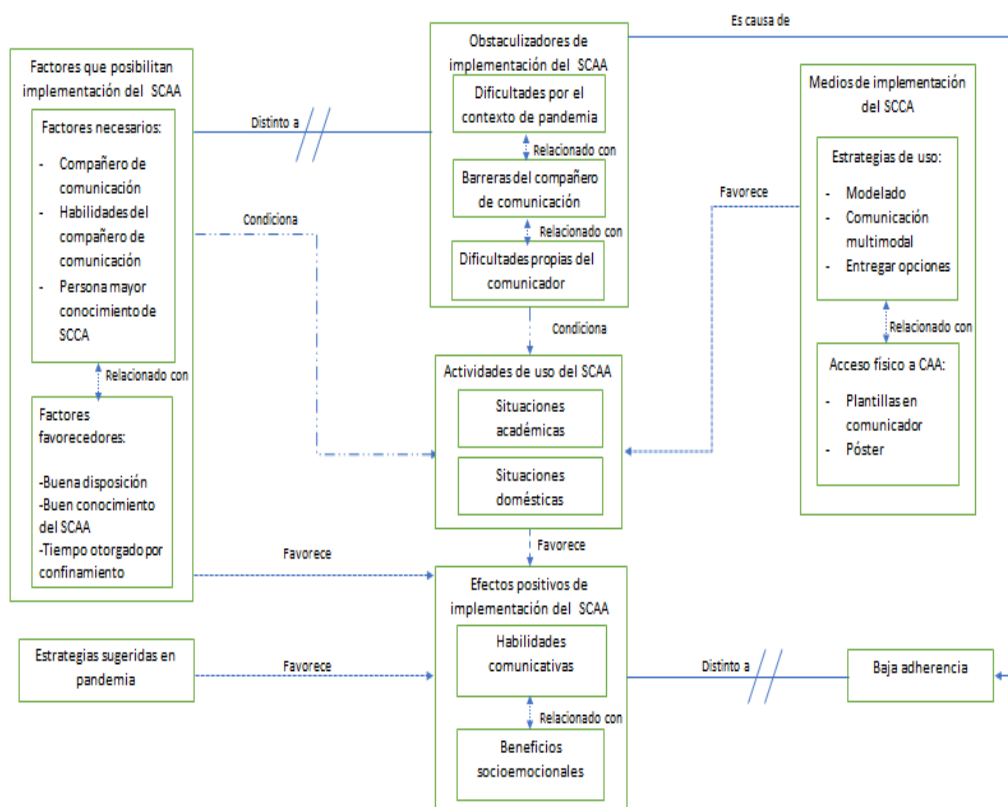 Factores que posibilitan
implementación del SCAA
Factores necesarios:
- Compañero de
comunicación
- Habilidades del
compañero de
comunicación
- Persona mayor
conocimiento de
SCCA
Relacionado con
Factores
favorecedores:
-Buena disposición
-Buen conocimiento
del SCAA
-Tiempo otorgado por
confinamiento
Distinto a
Condiciona
Favorece
Estrategias sugeridas en
pandemia
Favorece
Obstaculizadores de
implementación del SCAA
Dificultades por el
contexto de pandemia
Relacionado con
Barreras del compañero
de comunicación
Relacionado con
Dificultades propias del
comunicador
Condiciona
Actividades de uso del SCAA
Situaciones
académicas
Situaciones
domésticas
Favorece
Efectos positivos de
implementación del SCAA
Habilidades
comunicativas
Relacionado con
Beneficios
socioemocionales
Es causa de
Favorece
Medios de implementación
del SCCA
Estrategias de uso:
- Modelado
- Comunicación
multimodal
- Entregar opciones
Relacionado con
Acceso físico a CAA:
- Plantillas en
comunicador
- Póster
Distinto a
Baja adherencia